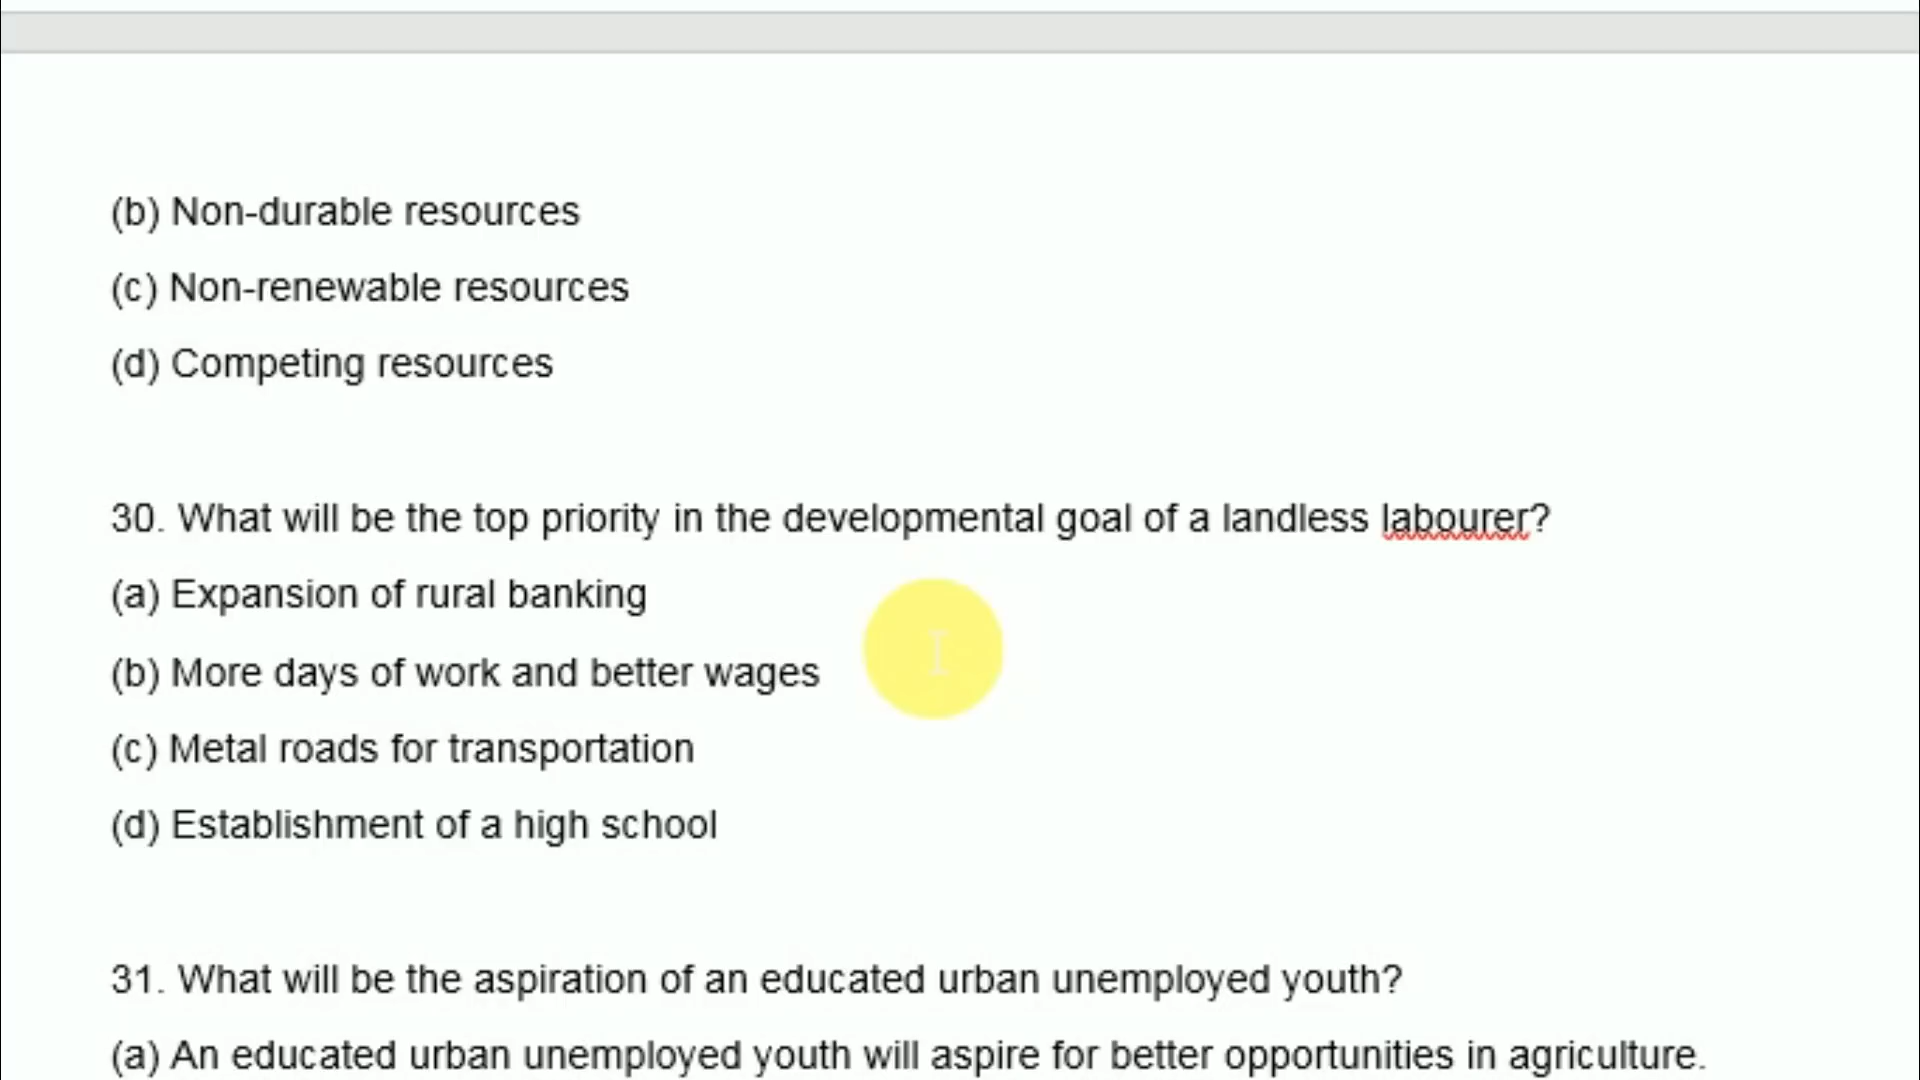 (b) Non-durable resources
(c) Non-renewable resources
(d) Competing resources
30. What will be the top priority in the developmental goal of a landless labourer?
(a) Expansion of rural banking
(b) More days of work and better wages
(c) Metal roads for transportation
(d) Establishment of a high school
31. What will be the aspiration of an educated urban unemployed youth?
(a) An educated urban unemployed youth will aspire for better opportunities in agriculture.